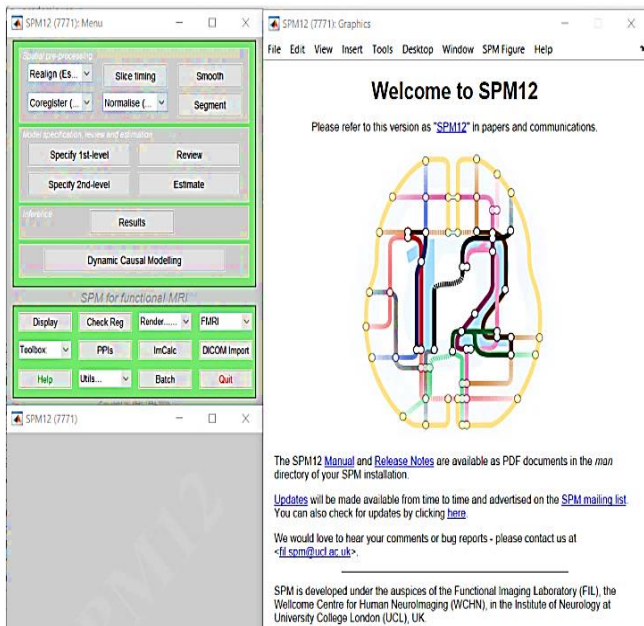 SPM12 (7771): Menu
Spatial pre-processing
Realign (Es...
Slice timing
Smooth
Coregister (...
Normalise (...
Segment
Model specification, review and estimation
Specify 1st-level
Review
Specify 2nd-level
Estimate
Inference
Results
Dynamic Causal Modelling
SPM for functional MRI
Display
Check Reg
Render......
FMRI
Toolbox:
PPIs
ImCalc
DICOM Import
Help
Utils...
Batch
Quit
SPM12 (7771)
SPM12
SPM12 (7771): Graphics
File Edit View Insert Tools Desktop Window SPM Figure Help
Welcome to SPM12
Please refer to this version as "SPM12" in papers and communications.
The SPM12 Manual and Release Notes are available as PDF documents in the man
directory of your SPM installation.
Updates will be made available from time to time and advertised on the SPM mailing list.
You can also check for updates by clicking here.
We would love to hear your comments or bug reports - please contact us at
<fil.spm@ucl.ac.uk>.
SPM is developed under the auspices of the Functional Imaging Laboratory (FIL), the
Wellcome Centre for Human NeuroImaging (WCHN), in the Institute of Neurology at
University College London (UCL), UK.